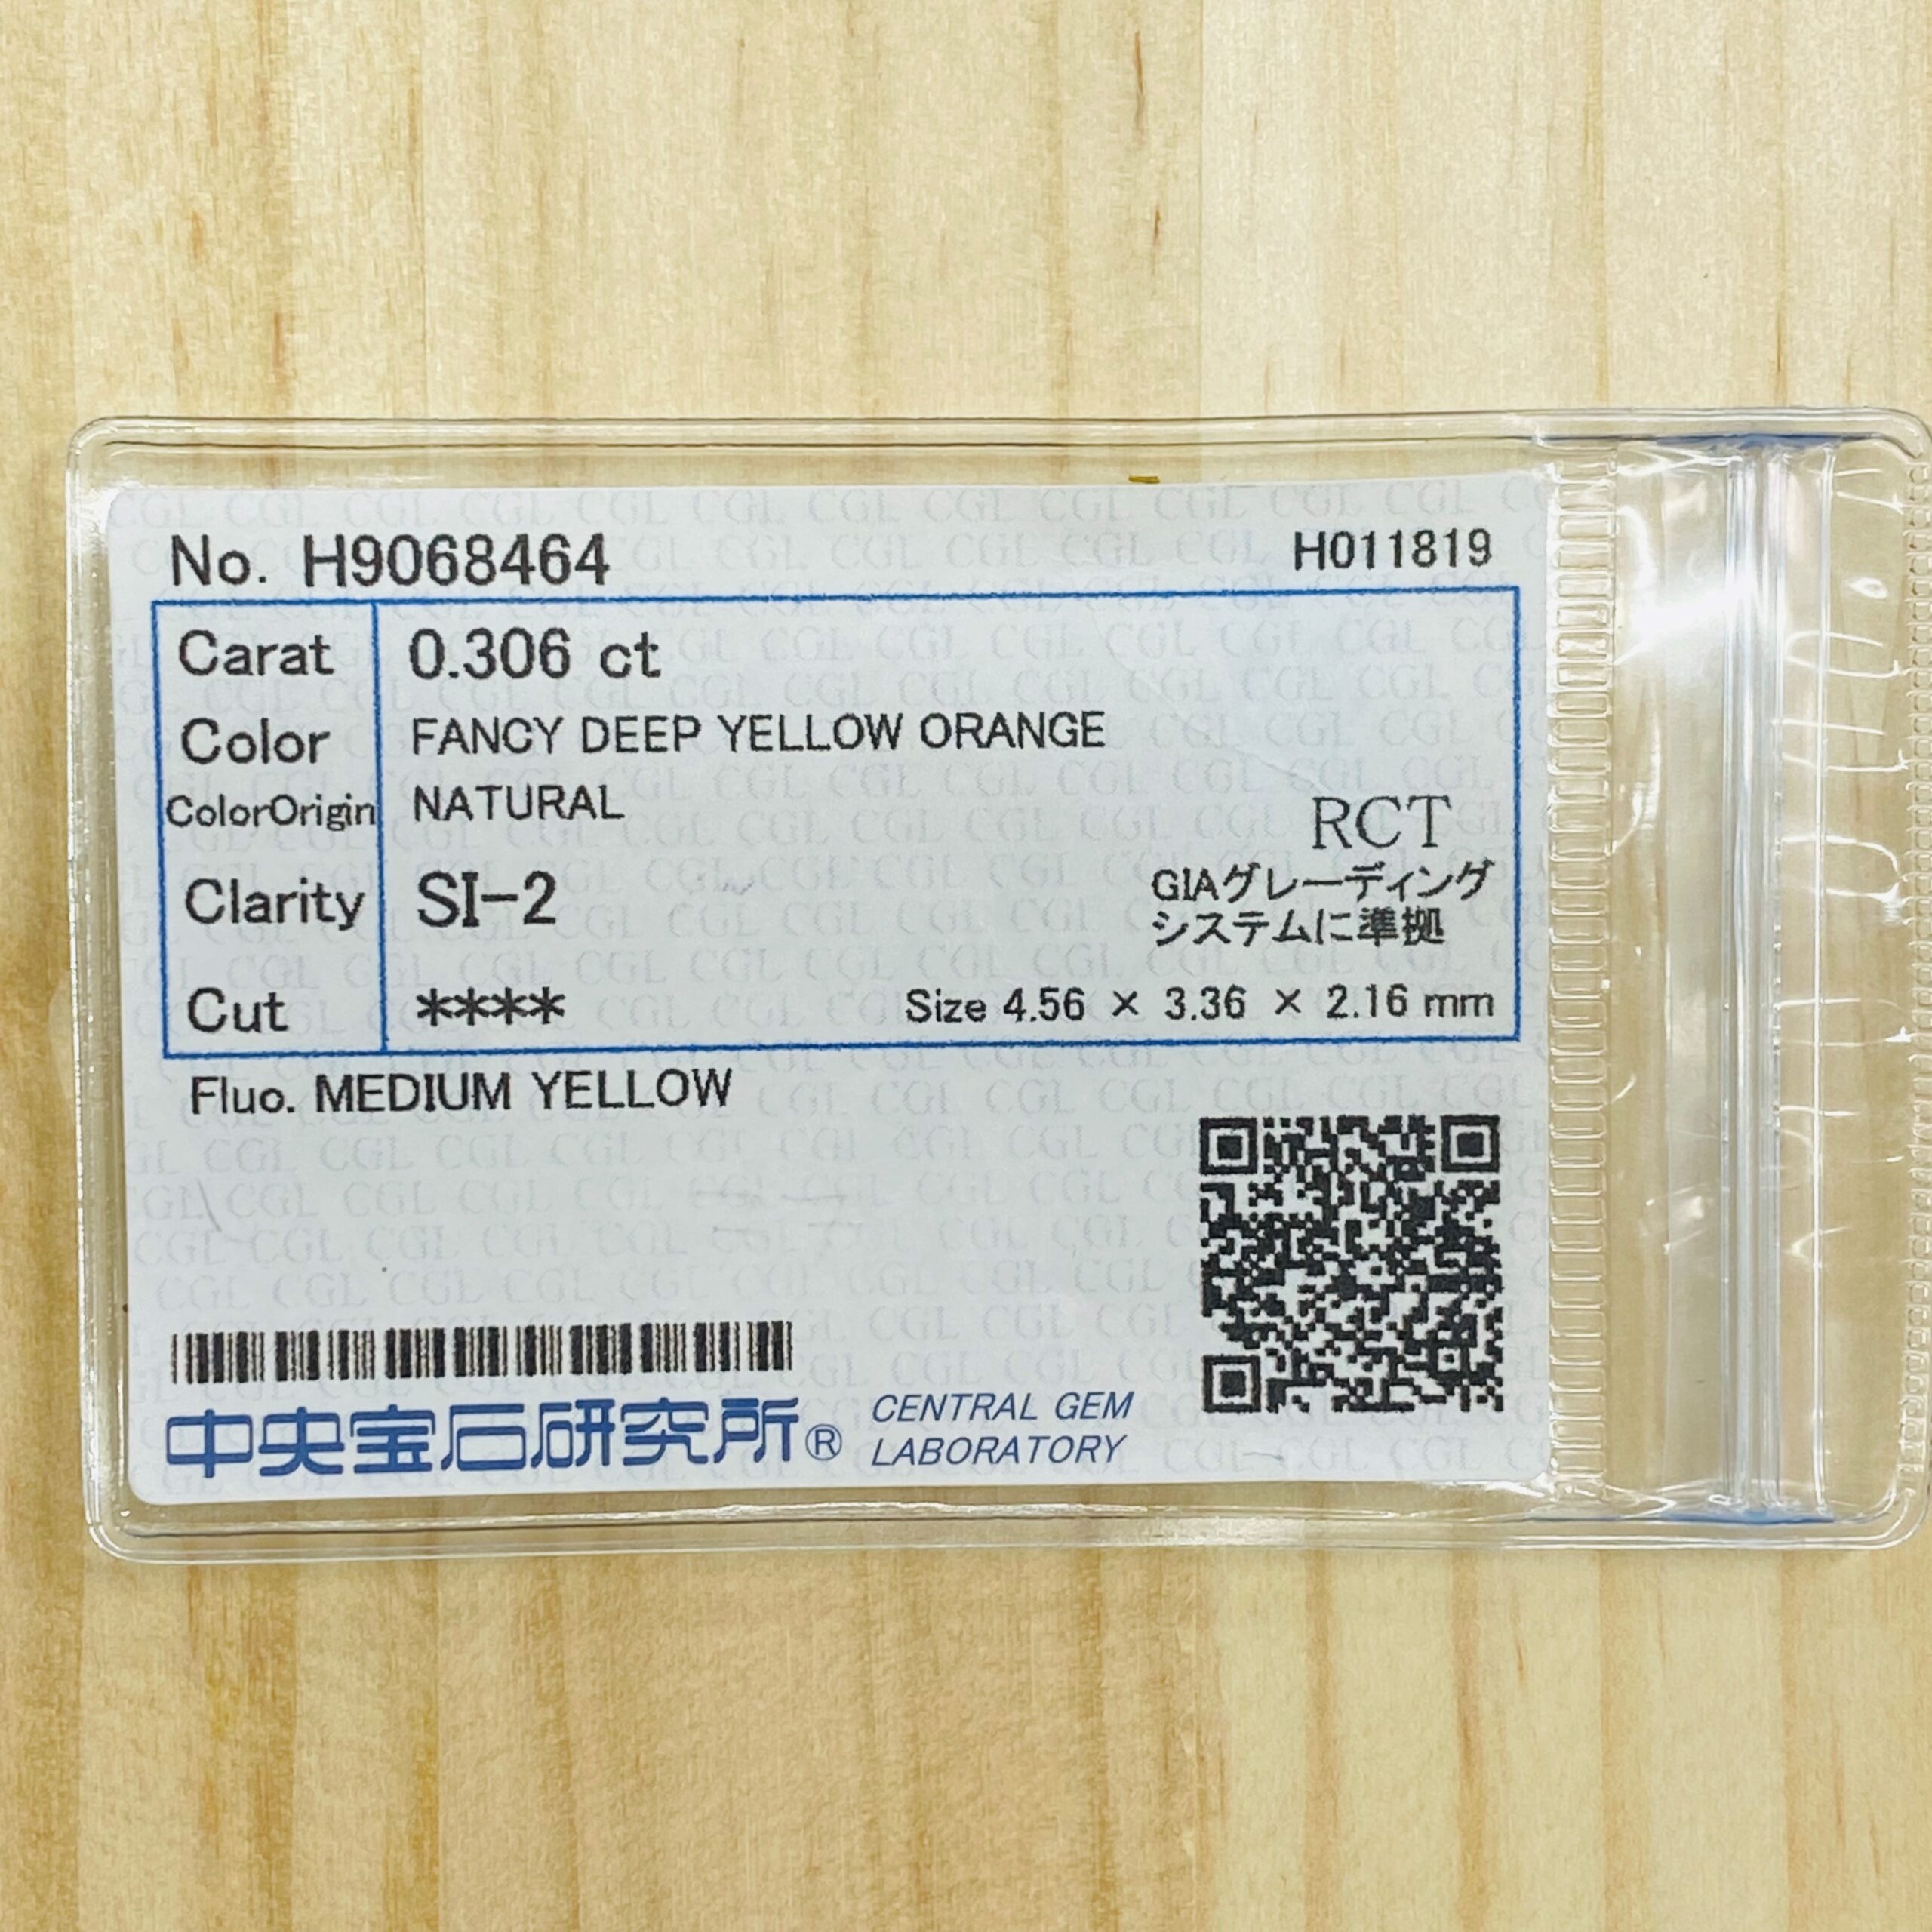 No. H9068464
H011819
Carat 0.306 ct
Color FANCY DEEP YELLOW ORANGE
ColorOrigin NATURAL
RCT
Clarity SI-2
GIAグレーディング
システムに準拠
Cut ****
Size 4.56 × 3.36 × 2.16 mm
Fluo. MEDIUM YELLOW
中央宝石研究所®
CENTRAL GEM
LABORATORY